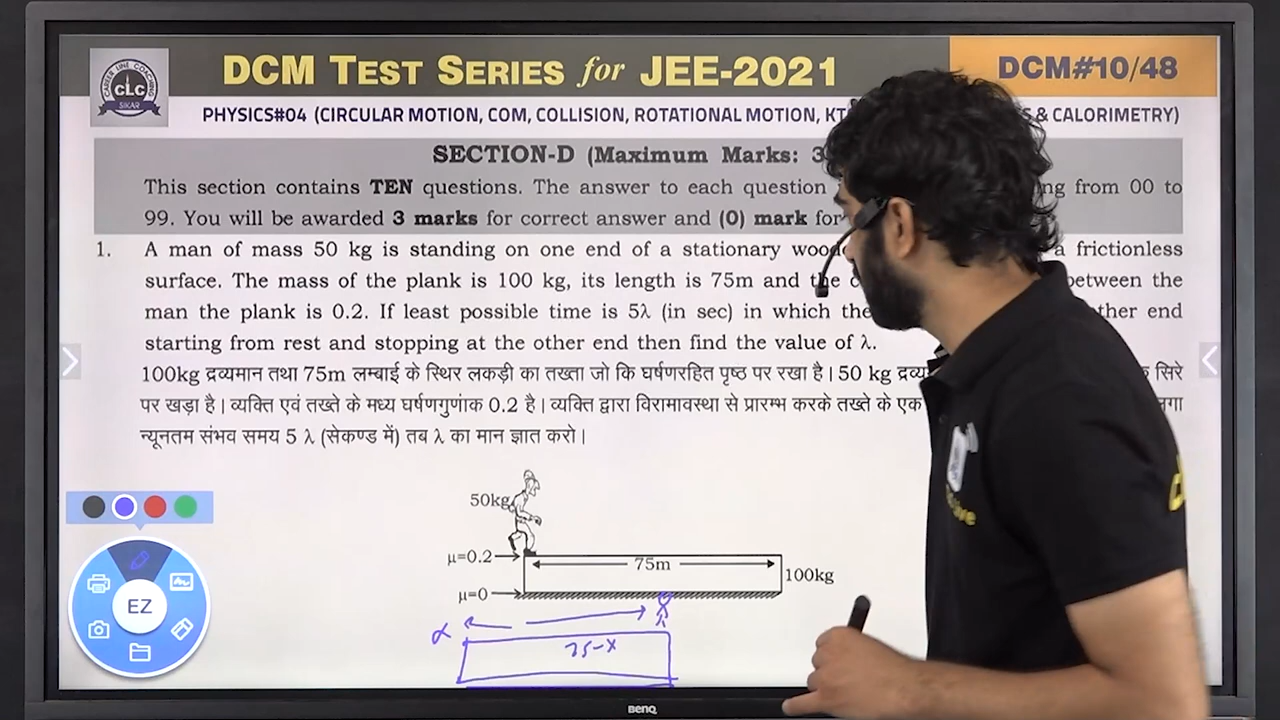 DCM TEST SERIES for JEE-2021
DCM#10/48
CAREER LINE COACHING
CLC
SIKAR
PHYSICS#04 (CIRCULAR MOTION, COM, COLLISION, ROTATIONAL MOTION, KT & CALORIMETRY)
SECTION-D (Maximum Marks: 3
This section contains TEN questions. The answer to each question ng from 00 to
99. You will be awarded 3 marks for correct answer and (0) mark for
1. A man of mass 50 kg is standing on one end of a stationary wood a frictionless
surface. The mass of the plank is 100 kg, its length is 75m and the c between the
man the plank is 0.2. If least possible time is 5λ (in sec) in which the ther end
starting from rest and stopping at the other end then find the value of λ.
100kg द्रव्यमान तथा 75m लम्बाई के स्थिर लकड़ी का तख्ता जो कि घर्षणरहित पृष्ठ पर रखा है। 50 kg द्रव्य क सिरे
पर खड़ा है। व्यक्ति एवं तख्ते के मध्य घर्षणगुणांक 0.2 है। व्यक्ति द्वारा विरामावस्था से प्रारम्भ करके तख्ते के एक लगा
न्यूनतम संभव समय 5 λ (सेकण्ड में) तब λ का मान ज्ञात करो।
50kg
μ=0.2
75m
100kg
μ=0
75-x
EZ
BenQ